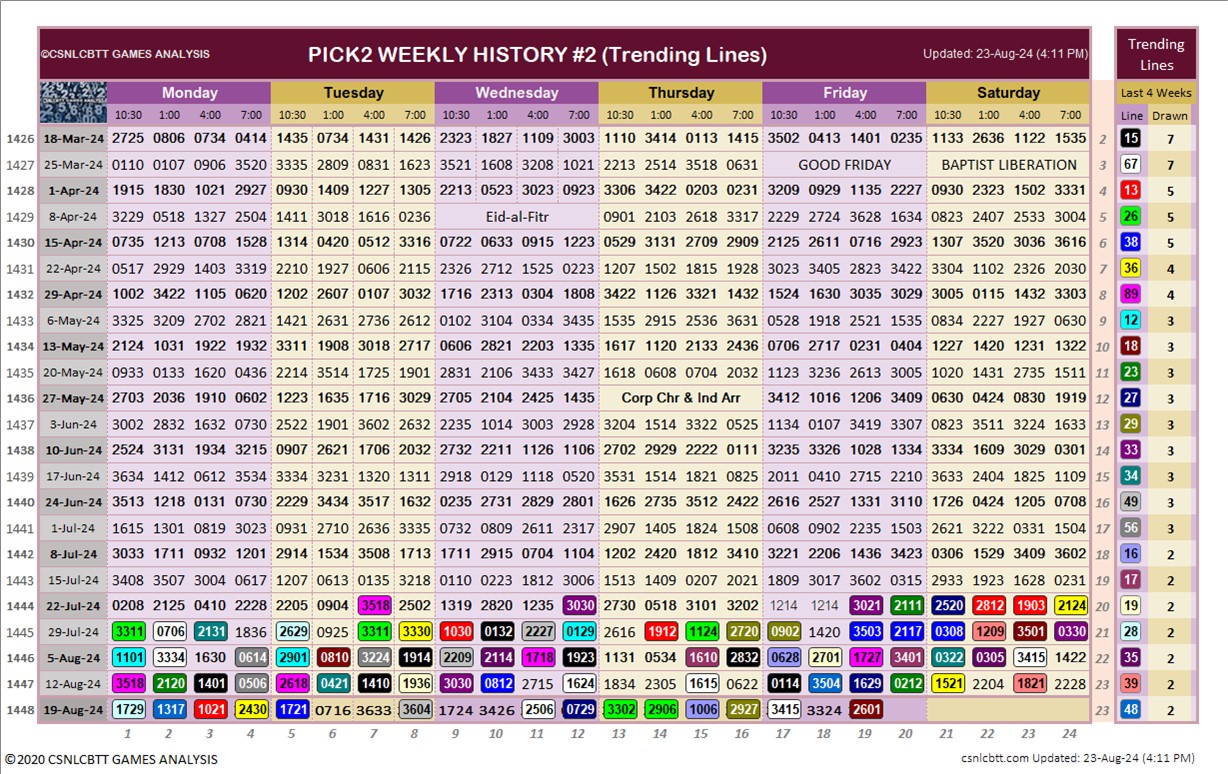 ©CSNLCBTT GAMES ANALYSIS PICK2 WEEKLY HISTORY #2 (Trending Lines) Updated: 23-Aug-24 (4:11 PM) Trending Lines
Monday Tuesday Wednesday Thursday Friday Saturday Last 4 Weeks
10:30 1:00 4:00 7:00 10:30 1:00 4:00 7:00 10:30 1:00 4:00 7:00 10:30 1:00 4:00 7:00 10:30 1:00 4:00 7:00 10:30 1:00 4:00 7:00 Line Drawn
1426 18-Mar-24 2725 0806 0734 0414 1435 0734 1431 1426 2323 1827 1109 3003 1110 3414 0113 1415 3502 0413 1401 0235 1133 2636 1122 1535 2 15 7
1427 25-Mar-24 0110 0107 0906 3520 3335 2809 0831 1623 3521 1608 3208 1021 2213 2514 3518 0631 GOOD FRIDAY BAPTIST LIBERATION 3 67 7
1428 1-Apr-24 1915 1830 1021 2927 0930 1409 1227 1305 2213 0523 3023 0923 3306 3422 0203 0231 3209 0929 1135 2227 0930 2323 1502 3331 4 13 5
1429 8-Apr-24 3229 0518 1327 2504 1411 3018 1616 0236 Eid-al-Fitr 0901 2103 2618 3317 2229 2724 3628 1634 0823 2407 2533 3004 5 26 5
1430 15-Apr-24 0735 1213 0708 1528 1314 0420 0512 3316 0722 0633 0915 1223 0529 3131 2709 2909 2125 2611 0716 2923 1307 3520 3036 3616 6 38 5
1431 22-Apr-24 0517 2929 1403 3319 2210 1927 0606 2115 2326 2712 1525 0223 1207 1502 1815 1928 3023 3405 2823 3422 3304 1102 2326 2030 7 36 4
1432 29-Apr-24 1002 3422 1105 0620 1202 2607 0107 3033 1716 2313 0304 1808 3422 1126 3321 1432 1524 1630 3535 3029 3005 0115 1432 3303 8 89 4
1433 6-May-24 3325 3209 2702 2821 1421 2631 2736 2612 0102 3104 0334 3435 1535 2915 2536 3631 0528 1918 2521 1535 0834 2227 1927 0630 9 12 3
1434 13-May-24 2124 1031 1922 1932 3311 1908 3018 2717 0606 2821 2203 1335 1617 1120 2133 2436 0706 2717 0231 0404 1227 1420 1231 1322 10 18 3
1435 20-May-24 0933 0133 1620 0436 2214 3514 1725 1901 2831 2106 3433 3427 1618 0608 0704 2032 1123 3236 2613 3005 1020 1431 2735 1511 11 23 3
1436 27-May-24 2703 2036 1910 0602 1223 1635 1716 3029 2705 2104 2425 1435 Corp Chr & Ind Arr 3412 1016 1206 3409 0630 0424 0830 1919 12 27 3
1437 3-Jun-24 3002 2832 1632 0730 2522 1901 3602 2632 2235 1014 3003 2928 3204 1514 3322 0525 1134 0107 3419 3307 0823 3511 3224 1633 13 29 3
1438 10-Jun-24 2524 3131 1934 3215 0907 2621 1706 2032 2732 2211 1126 1106 2702 2929 2222 0111 3235 3326 1028 1334 3334 1609 3029 0301 14 33 3
1439 17-Jun-24 3634 1412 0612 3534 3334 3231 1320 1311 2918 0129 1118 0520 3531 1514 1821 0825 2011 0410 2715 2210 3633 2404 1825 1109 15 34 3
1440 24-Jun-24 3513 1218 0131 0730 2229 3434 3517 1632 0235 2731 2829 2801 1626 2735 3512 2422 2616 2527 1331 3110 1726 0424 1205 0708 16 49 3
1441 1-Jul-24 1615 1301 0819 3023 0931 2710 2636 3335 0732 0809 2611 2317 2907 1405 1824 1508 0608 0902 2235 1503 2621 3222 0331 1504 17 56 3
1442 8-Jul-24 3033 1711 0932 1201 2914 1534 3508 1713 1711 2915 0704 1104 1202 2420 1812 3410 3221 2206 1436 3423 0306 1529 3409 3602 18 16 2
1443 15-Jul-24 3408 3507 3004 0617 1207 0613 0135 3218 0110 0223 1812 3006 1513 1409 0207 2021 1809 3017 3602 0315 2933 1923 1628 0231 19 17 2
1444 22-Jul-24 0208 2125 0410 2228 2205 0904 3518 2502 1319 2820 1235 3030 2730 0518 3101 3202 1214 1214 3021 2111 2520 2812 1903 2124 20 19 2
1445 29-Jul-24 3311 0706 2131 1836 2629 0925 3311 3330 1030 0132 2227 0129 2616 1912 1124 2720 0902 1420 3503 2117 0308 1209 3501 0330 21 28 2
1446 5-Aug-24 1101 3334 1630 0614 2901 0810 3224 1914 2209 2114 1718 1923 1131 0534 1610 2832 0628 2701 1727 3401 0322 0305 3415 1422 22 35 2
1447 12-Aug-24 3518 2120 1401 0506 2618 0421 1410 1936 3030 0812 2715 1624 1834 2305 1615 0622 0114 3504 1629 0212 1521 2204 1821 2228 23 39 2
1448 19-Aug-24 1729 1317 1021 2430 1721 0716 3633 3604 1724 3426 2506 0729 3302 2906 1006 2927 3415 3324 2601 23 48 2
1 2 3 4 5 6 7 8 9 10 11 12 13 14 15 16 17 18 19 20 21 22 23 24
©2020 CSNLCBTT GAMES ANALYSIS csnlcbtt.com Updated: 23-Aug-24 (4:11 PM)